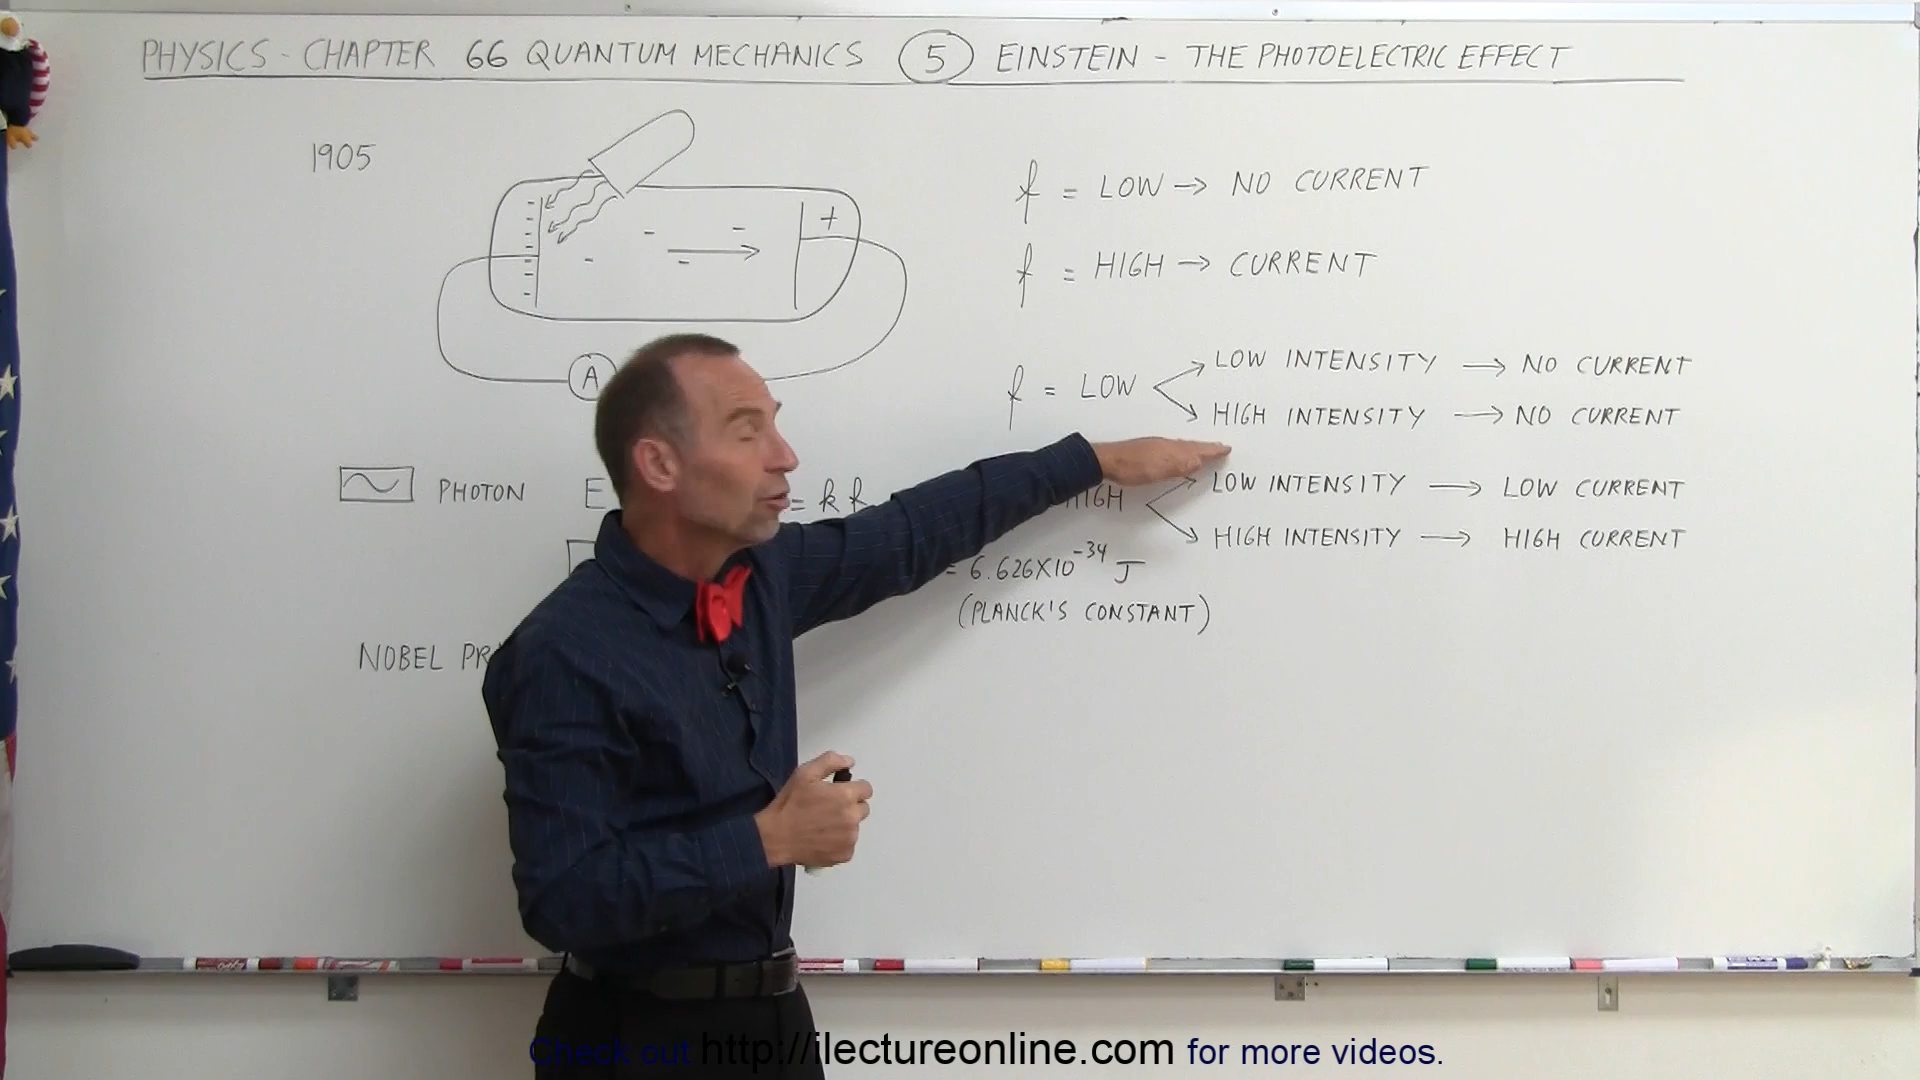 PHYSICS - CHAPTER 66 QUANTUM MECHANICS 5 EINSTEIN - THE PHOTOELECTRIC EFFECT
1905
+
A
f = LOW → NO CURRENT
f = HIGH → CURRENT
f = LOW
LOW INTENSITY → NO CURRENT
HIGH INTENSITY → NO CURRENT
HIGH
LOW INTENSITY → LOW CURRENT
HIGH INTENSITY → HIGH CURRENT
PHOTON E = h f
= 6.626X10⁻³⁴ J
(PLANCK'S CONSTANT)
NOBEL
Check out http://ilectureonline.com for more videos.